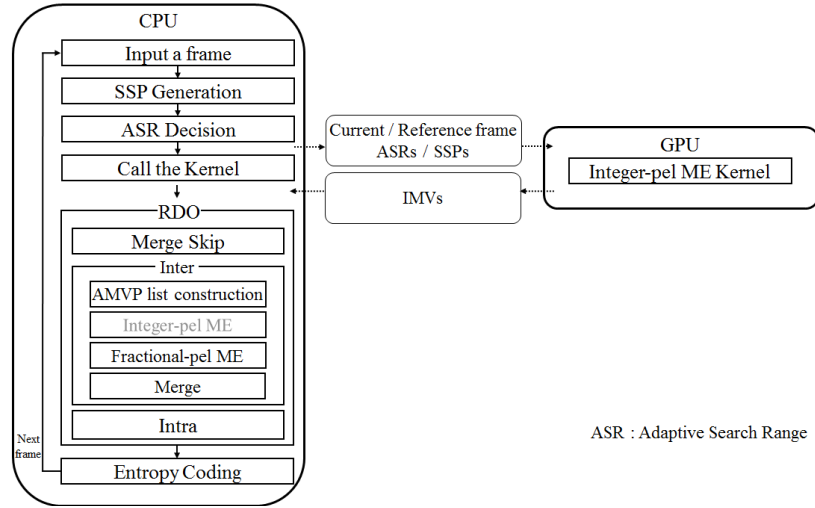 CPU
Input a frame
SSP Generation
ASR Decision
Call the Kernel
RDO
Merge Skip
Inter
AMVP list construction
Integer-pel ME
Fractional-pel ME
Merge
Intra
Entropy Coding
Next
frame
Current / Reference frame
ASRs / SSPs
IMVs
GPU
Integer-pel ME Kernel
ASR : Adaptive Search Range